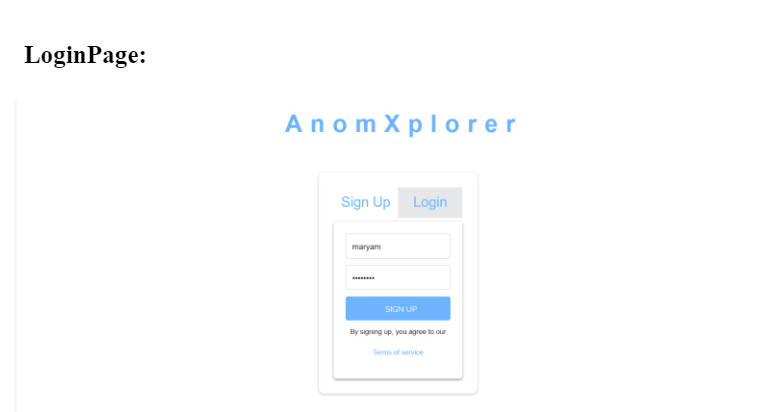 LoginPage:
AnomXplorer
Sign Up Login
maryam
••••••••
SIGN UP
By signing up, you agree to our
Terms of service